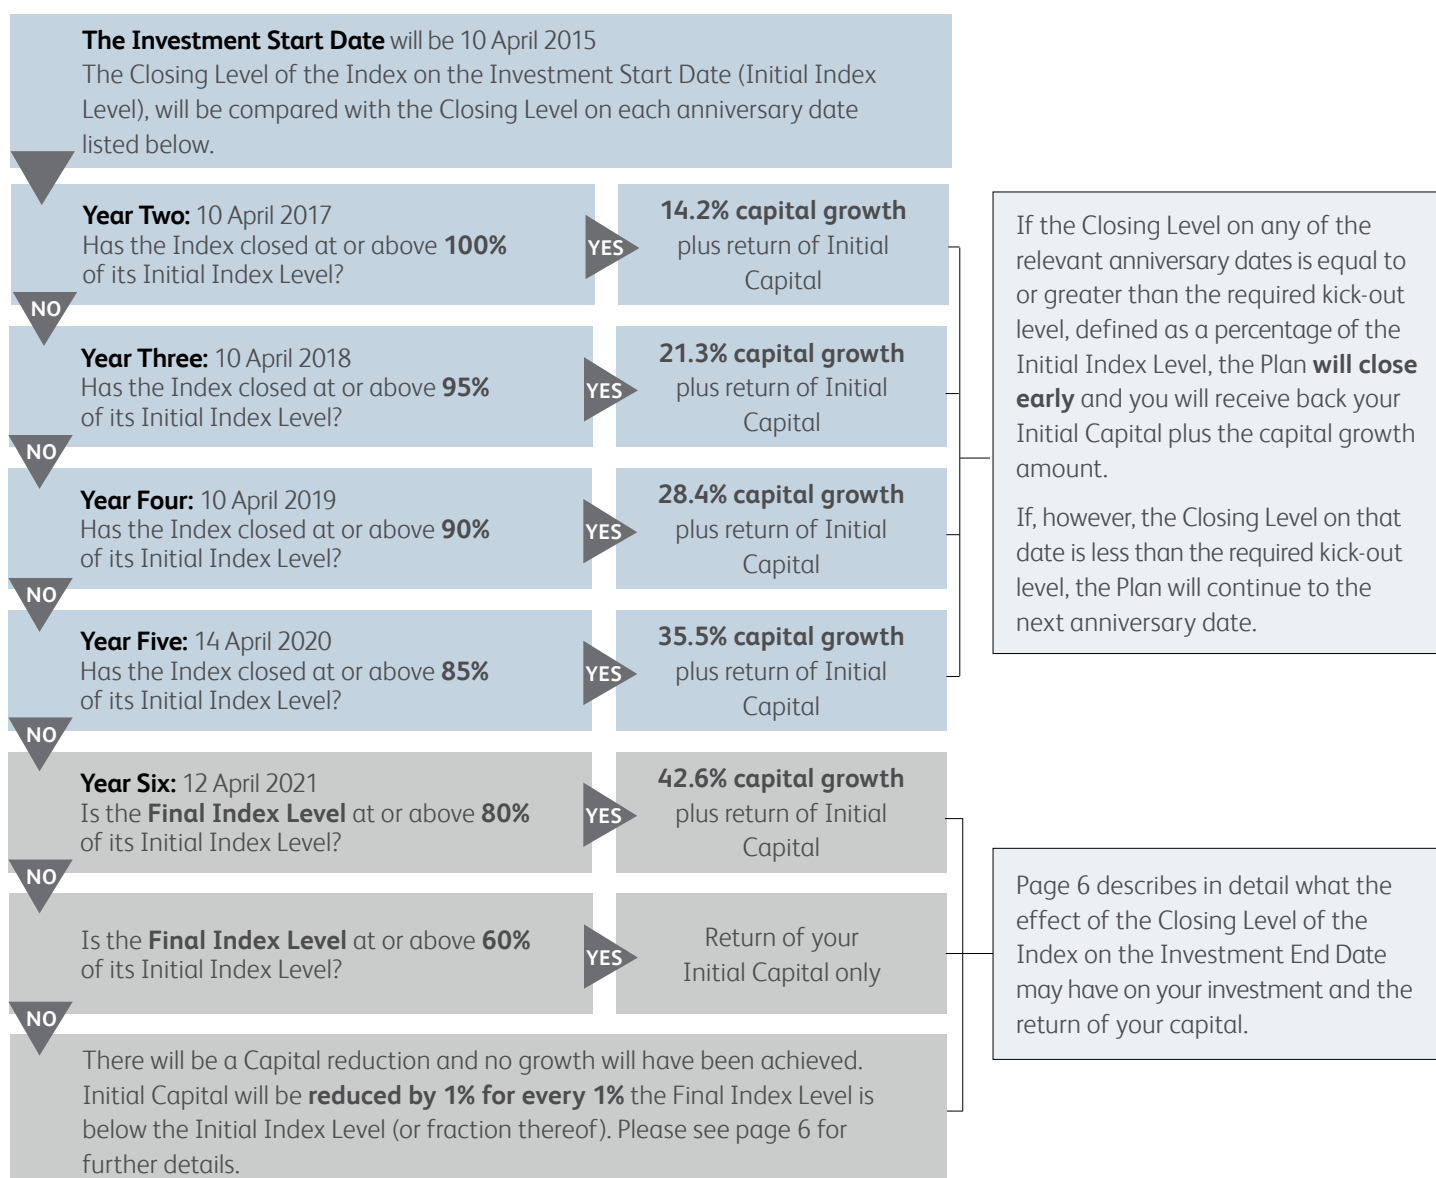 The Investment Start Date will be 10 April 2015
The Closing Level of the Index on the Investment Start Date (Initial Index
Level), will be compared with the Closing Level on each anniversary date
listed below.
Year Two: 10 April 2017
Has the Index closed at or above 100%
of its Initial Index Level?
YES
14.2% capital growth
plus return of Initial
Capital
NO
Year Three: 10 April 2018
Has the Index closed at or above 95%
of its Initial Index Level?
YES
21.3% capital growth
plus return of Initial
Capital
NO
Year Four: 10 April 2019
Has the Index closed at or above 90%
of its Initial Index Level?
YES
28.4% capital growth
plus return of Initial
Capital
NO
Year Five: 14 April 2020
Has the Index closed at or above 85%
of its Initial Index Level?
YES
35.5% capital growth
plus return of Initial
Capital
If the Closing Level on any of the
relevant anniversary dates is equal to
or greater than the required kick-out
level, defined as a percentage of the
Initial Index Level, the Plan will close
early and you will receive back your
Initial Capital plus the capital growth
amount.
If, however, the Closing Level on that
date is less than the required kick-out
level, the Plan will continue to the
next anniversary date.
NO
Year Six: 12 April 2021
Is the Final Index Level at or above 80%
of its Initial Index Level?
YES
42.6% capital growth
plus return of Initial
Capital
NO
Is the Final Index Level at or above 60%
of its Initial Index Level?
YES
Return of your
Initial Capital only
NO
There will be a Capital reduction and no growth will have been achieved.
Initial Capital will be reduced by 1% for every 1% the Final Index Level is
below the Initial Index Level (or fraction thereof). Please see page 6 for
further details.
Page 6 describes in detail what the
effect of the Closing Level of the
Index on the Investment End Date
may have on your investment and the
return of your capital.